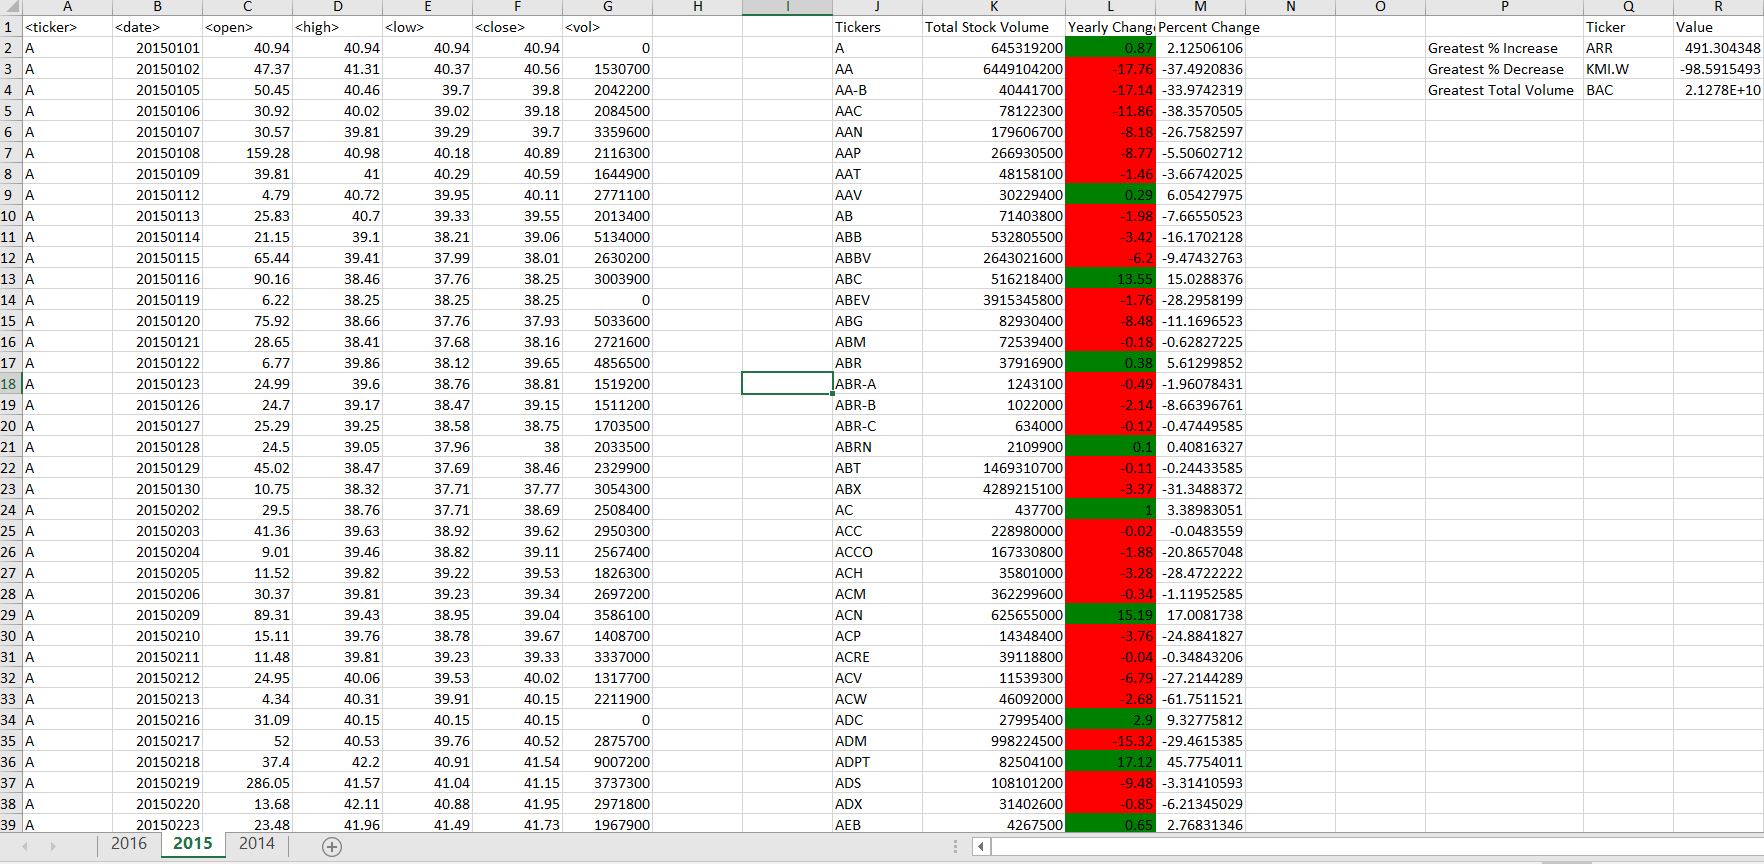 A B C D E F G H I J K L M N O P Q R
1 <ticker> <date> <open> <high> <low> <close> <vol> Tickers Total Stock Volume Yearly Chang Percent Change Ticker Value
2 A 20150101 40.94 40.94 40.94 40.94 0 A 645319200 0.87 2.12506106 Greatest % Increase ARR 491.304348
3 A 20150102 47.37 41.31 40.37 40.56 1530700 AA 6449104200 -17.76 -37.4920836 Greatest % Decrease KMI.W -98.5915493
4 A 20150105 50.45 40.46 39.7 39.8 2042200 AA-B 40441700 -17.14 -33.9742319 Greatest Total Volume BAC 2.1278E+10
5 A 20150106 30.92 40.02 39.02 39.18 2084500 AAC 78122300 -11.86 -38.3570505
6 A 20150107 30.57 39.81 39.29 39.7 3359600 AAN 179606700 -8.18 -26.7582597
7 A 20150108 159.28 40.98 40.18 40.89 2116300 AAP 266930500 -8.77 -5.50602712
8 A 20150109 39.81 41 40.29 40.59 1644900 AAT 48158100 -1.46 -3.66742025
9 A 20150112 4.79 40.72 39.95 40.11 2771100 AAV 30229400 0.29 6.05427975
10 A 20150113 25.83 40.7 39.33 39.55 2013400 AB 71403800 -1.98 -7.66550523
11 A 20150114 21.15 39.1 38.21 39.06 5134000 ABB 532805500 -3.42 -16.1702128
12 A 20150115 65.44 39.41 37.99 38.01 2630200 ABBV 2643021600 -6.2 -9.47432763
13 A 20150116 90.16 38.46 37.76 38.25 3003900 ABC 516218400 13.55 15.0288376
14 A 20150119 6.22 38.25 38.25 38.25 0 ABEV 3915345800 -1.76 -28.2958199
15 A 20150120 75.92 38.66 37.76 37.93 5033600 ABG 82930400 -8.48 -11.1696523
16 A 20150121 28.65 38.41 37.68 38.16 2721600 ABM 72539400 -0.18 -0.62827225
17 A 20150122 6.77 39.86 38.12 39.65 4856500 ABR 37916900 0.38 5.61299852
18 A 20150123 24.99 39.6 38.76 38.81 1519200 ABR-A 1243100 -0.49 -1.96078431
19 A 20150126 24.7 39.17 38.47 39.15 1511200 ABR-B 1022000 -2.14 -8.66396761
20 A 20150127 25.29 39.25 38.58 38.75 1703500 ABR-C 634000 -0.12 -0.47449585
21 A 20150128 24.5 39.05 37.96 38 2033500 ABRN 2109900 0.1 0.40816327
22 A 20150129 45.02 38.47 37.69 38.46 2329900 ABT 1469310700 -0.11 -0.24433585
23 A 20150130 10.75 38.32 37.71 37.77 3054300 ABX 4289215100 -3.37 -31.3488372
24 A 20150202 29.5 38.76 37.71 38.69 2508400 AC 437700 1 3.38983051
25 A 20150203 41.36 39.63 38.92 39.62 2950300 ACC 228980000 -0.02 -0.0483559
26 A 20150204 9.01 39.46 38.82 39.11 2567400 ACCO 167330800 -1.88 -20.8657048
27 A 20150205 11.52 39.82 39.22 39.53 1826300 ACH 35801000 -3.28 -28.4722222
28 A 20150206 30.37 39.81 39.23 39.34 2697200 ACM 362299600 -0.34 -1.11952585
29 A 20150209 89.31 39.43 38.95 39.04 3586100 ACN 625655000 15.19 17.0081738
30 A 20150210 15.11 39.76 38.78 39.67 1408700 ACP 14348400 -3.76 -24.8841827
31 A 20150211 11.48 39.81 39.23 39.33 3337000 ACRE 39118800 -0.04 -0.34843206
32 A 20150212 24.95 40.06 39.53 40.02 1317700 ACV 11539300 -6.79 -27.2144289
33 A 20150213 4.34 40.31 39.91 40.15 2211900 ACW 46092000 -2.68 -61.7511521
34 A 20150216 31.09 40.15 40.15 40.15 0 ADC 27995400 2.9 9.32775812
35 A 20150217 52 40.53 39.76 40.52 2875700 ADM 998224500 -15.32 -29.4615385
36 A 20150218 37.4 42.2 40.91 41.54 9007200 ADPT 82504100 17.12 45.7754011
37 A 20150219 286.05 41.57 41.04 41.15 3737300 ADS 108101200 -9.48 -3.31410593
38 A 20150220 13.68 42.11 40.88 41.95 2971800 ADX 31402600 -0.85 -6.21345029
39 A 20150223 23.48 41.96 41.49 41.73 1967900 AEB 4267500 0.65 2.76831346
2016 2015 2014